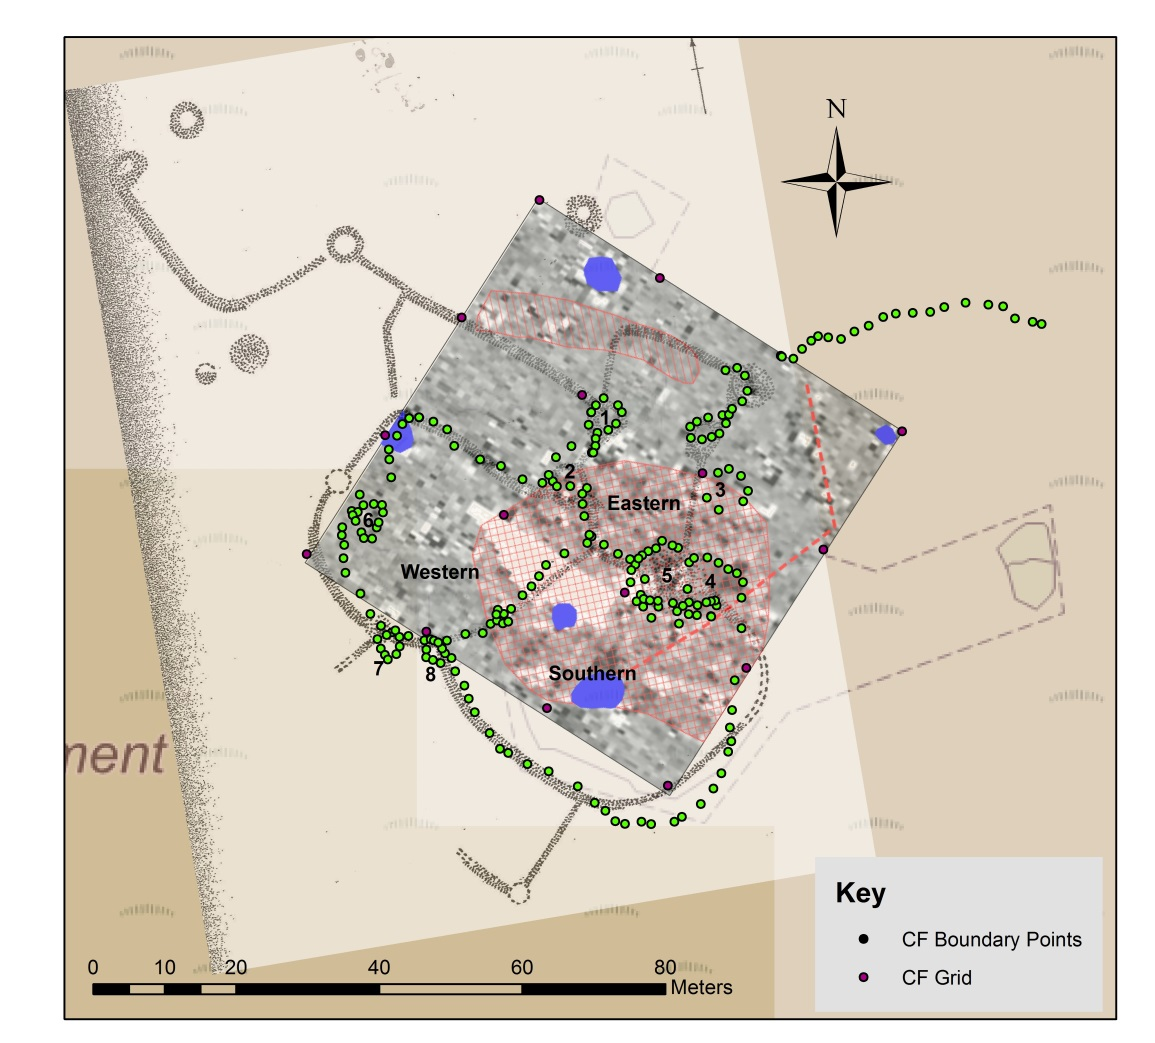 N
1
2
Eastern
3
6
Western
5
4
7
8
Southern
ment
Key
CF Boundary Points
CF Grid
0 10 20 40 60 80
Meters